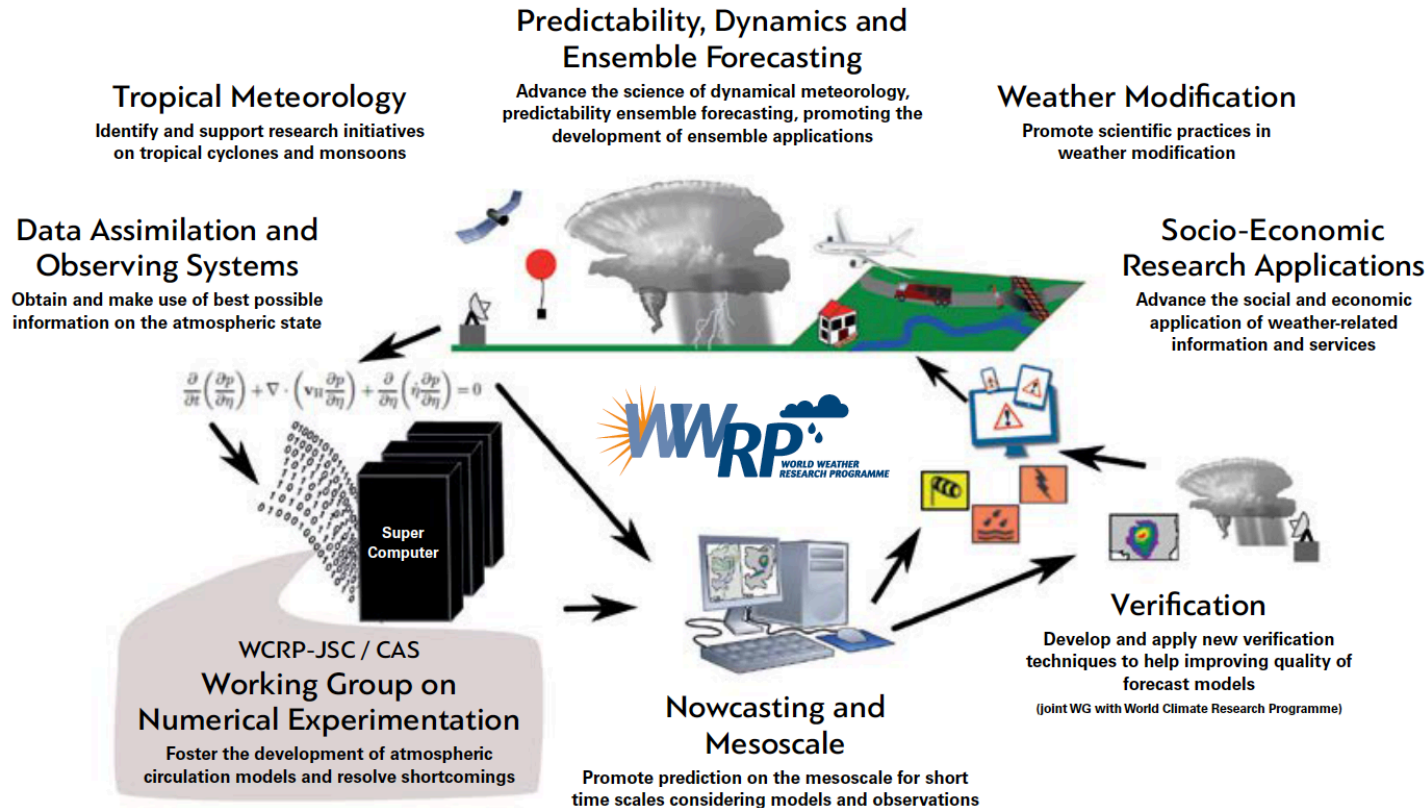 Predictability, Dynamics and
Ensemble Forecasting
Advance the science of dynamical meteorology,
predictability ensemble forecasting, promoting the
development of ensemble applications
Tropical Meteorology
Identify and support research initiatives
on tropical cyclones and monsoons
Weather Modification
Promote scientific practices in
weather modification
Data Assimilation and
Observing Systems
Obtain and make use of best possible
information on the atmospheric state
Socio-Economic
Research Applications
Advance the social and economic
application of weather-related
information and services
∂/∂t(∂p/∂η) + ∇ · (v_H ∂p/∂η) + ∂/∂η(η̇ ∂p/∂η) = 0
WWRP
WORLD WEATHER
RESEARCH PROGRAMME
Super
Computer
WCRP-JSC / CAS
Working Group on
Numerical Experimentation
Foster the development of atmospheric
circulation models and resolve shortcomings
Nowcasting and
Mesoscale
Promote prediction on the mesoscale for short
time scales considering models and observations
Verification
Develop and apply new verification
techniques to help improving quality of
forecast models
(joint WG with World Climate Research Programme)